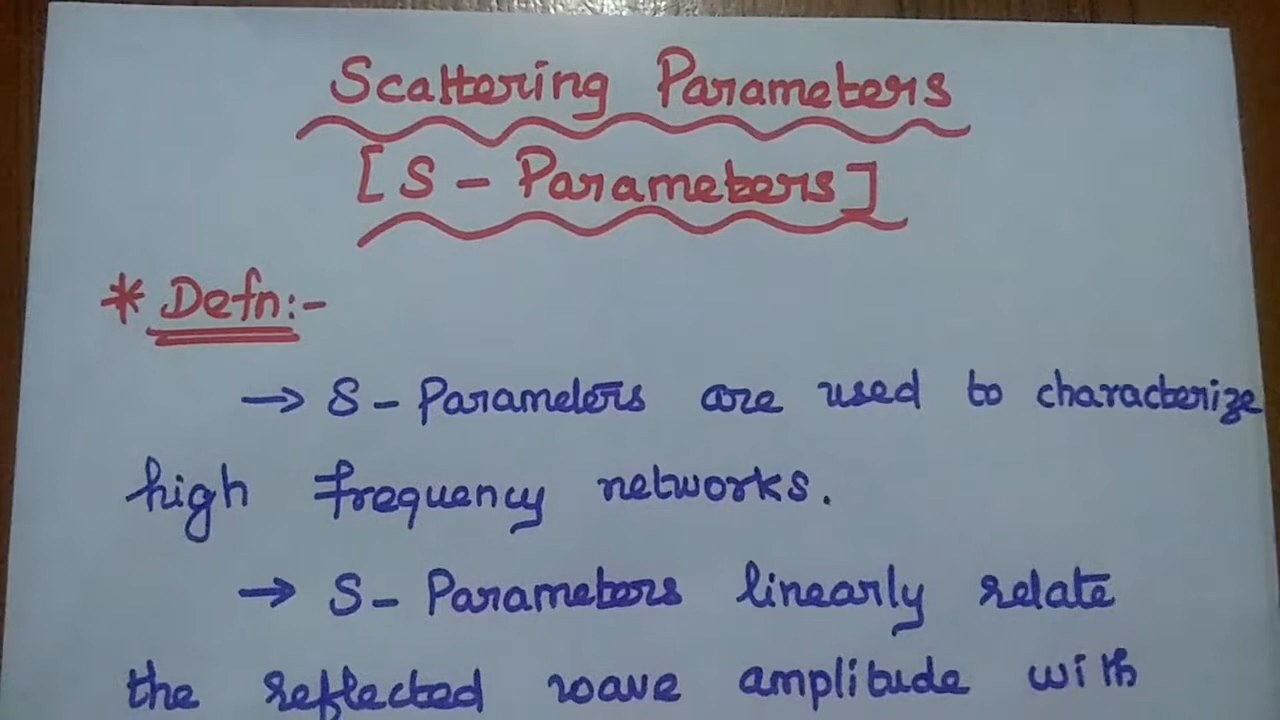 Scattering Parameters
[S - Parameters]
* Defn:-
→ S - Parameters are used to characterize
high frequency networks.
→ S - Parameters linearly relate
the reflected wave amplitude with